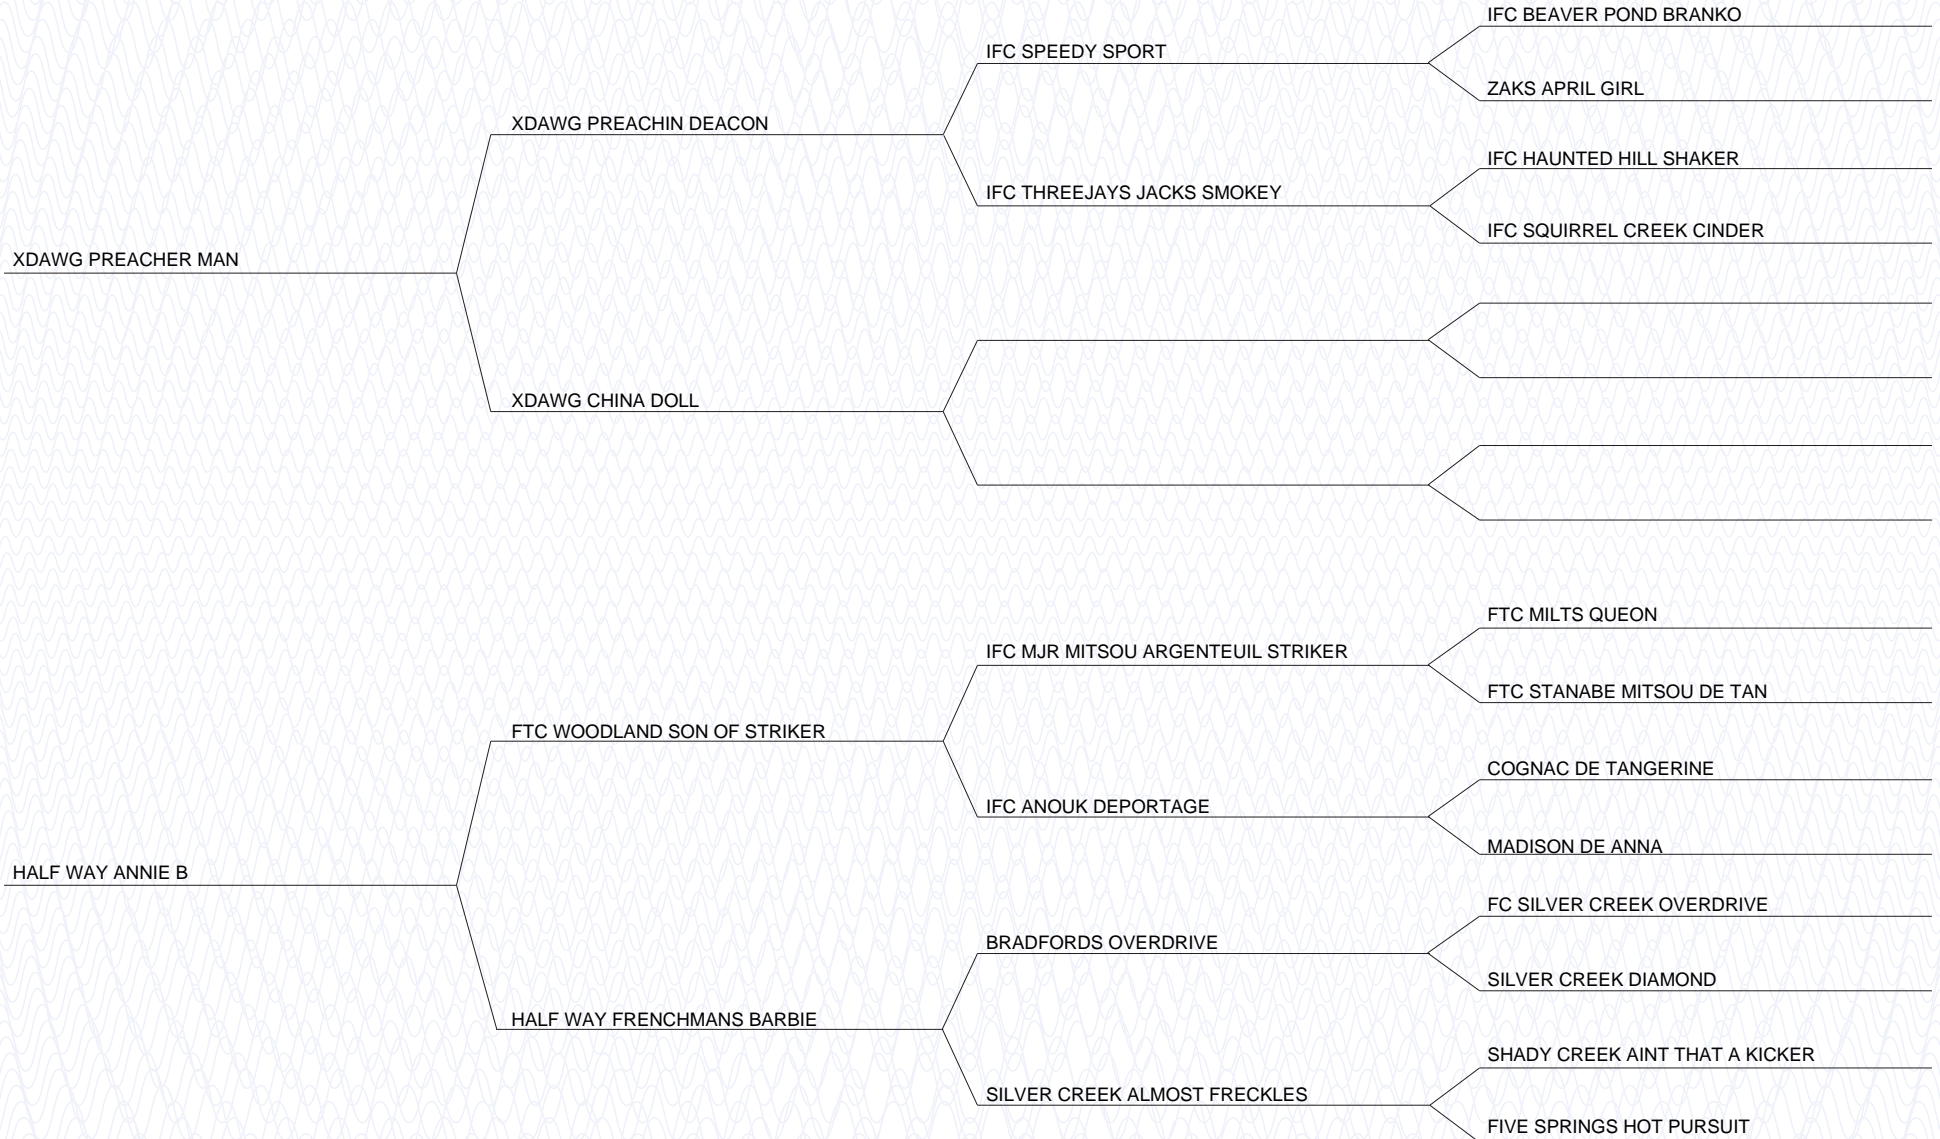 IFC BEAVER POND BRANKO
IFC SPEEDY SPORT
ZAKS APRIL GIRL
XDAWG PREACHIN DEACON
IFC HAUNTED HILL SHAKER
IFC THREEJAYS JACKS SMOKEY
IFC SQUIRREL CREEK CINDER
XDAWG PREACHER MAN
XDAWG CHINA DOLL
FTC MILTS QUEON
IFC MJR MITSOU ARGENTEUIL STRIKER
FTC STANABE MITSOU DE TAN
FTC WOODLAND SON OF STRIKER
COGNAC DE TANGERINE
IFC ANOUK DEPORTAGE
MADISON DE ANNA
HALF WAY ANNIE B
FC SILVER CREEK OVERDRIVE
BRADFORDS OVERDRIVE
SILVER CREEK DIAMOND
HALF WAY FRENCHMANS BARBIE
SHADY CREEK AINT THAT A KICKER
SILVER CREEK ALMOST FRECKLES
FIVE SPRINGS HOT PURSUIT